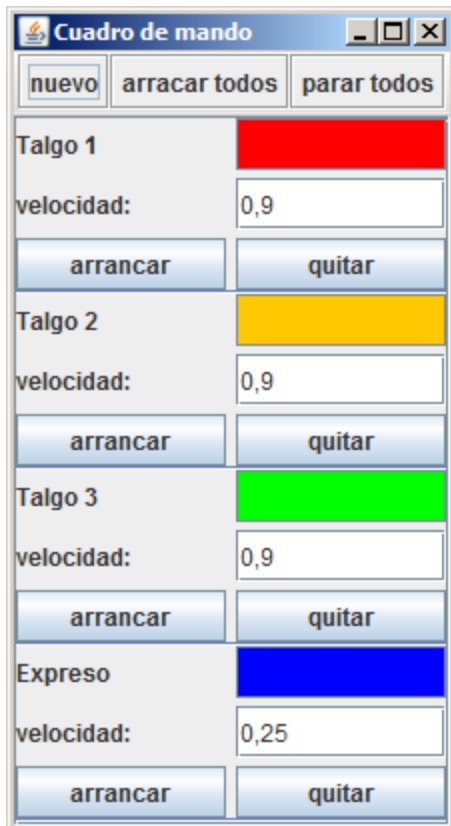 Cuadro de mando
nuevo arracar todos parar todos
Talgo 1
velocidad: 0,9
arrancar quitar
Talgo 2
velocidad: 0,9
arrancar quitar
Talgo 3
velocidad: 0,9
arrancar quitar
Expreso
velocidad: 0,25
arrancar quitar